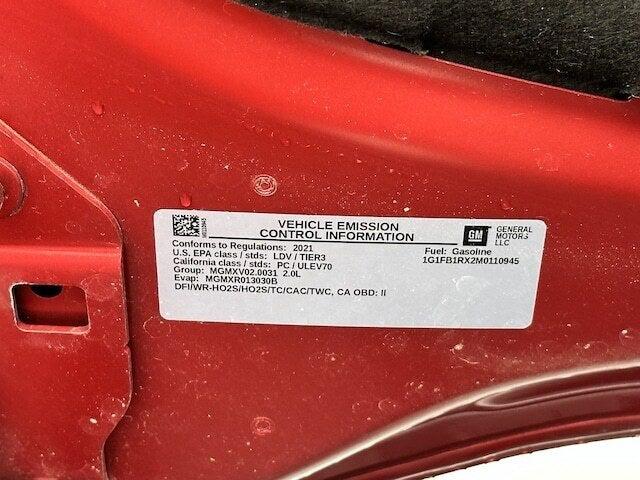 VEHICLE EMISSION
CONTROL INFORMATION
GM
GENERAL
MOTORS
LLC
Conforms to Regulations: 2021
U.S. EPA class / stds: LDV / TIER3
California class / stds: PC / ULEV70
Group: MGMXV02.0031 2.0L
Evap: MGMXR013030B
DFI/WR-HO2S/HO2S/TC/CAC/TWC, CA OBD: II
Fuel: Gasoline
1G1FB1RX2M0110945